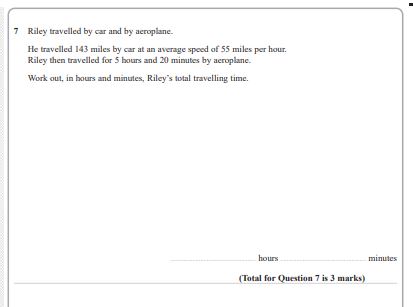 7 Riley travelled by car and by aeroplane.
He travelled 143 miles by car at an average speed of 55 miles per hour.
Riley then travelled for 5 hours and 20 minutes by aeroplane.
Work out, in hours and minutes, Riley’s total travelling time.
hours minutes
(Total for Question 7 is 3 marks)